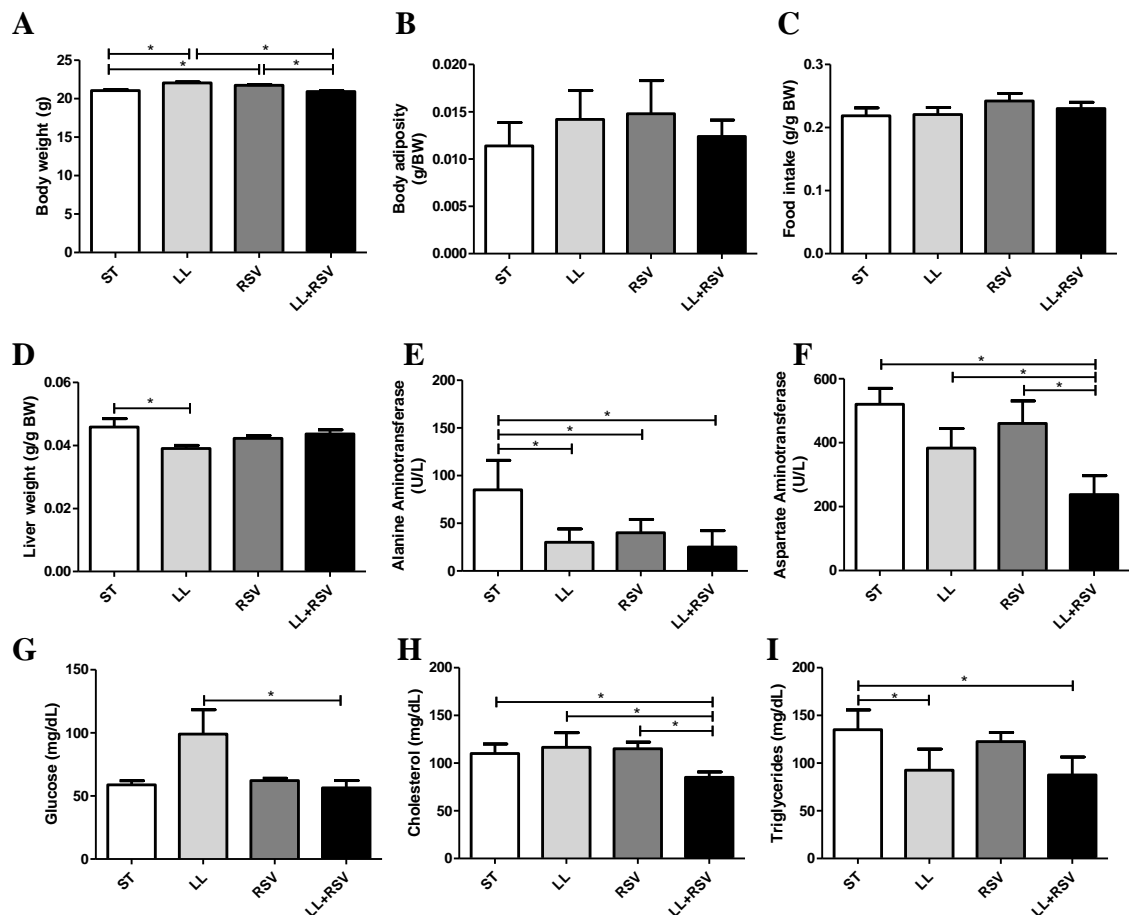 A
Body weight (g)
25
20
15
10
5
0
*
*
*
*
ST
LL
RSV
LL+RSV
B
Body adiposity
(g/BW)
0.020
0.015
0.010
0.005
0.000
ST
LL
RSV
LL+RSV
C
Food intake (g/g BW)
0.3
0.2
0.1
0.0
ST
LL
RSV
LL+RSV
D
Liver weight (g/g BW)
0.06
0.04
0.02
0.00
*
ST
LL
RSV
LL+RSV
E
Alanine Aminotransferase
(U/L)
200
150
100
50
0
*
*
*
ST
LL
RSV
LL+RSV
F
Aspartate Aminotransferase
(U/L)
600
400
200
0
*
*
*
ST
LL
RSV
LL+RSV
G
Glucose (mg/dL)
150
100
50
0
*
ST
LL
RSV
LL+RSV
H
Cholesterol (mg/dL)
200
150
100
50
0
*
*
*
ST
LL
RSV
LL+RSV
I
Triglycerides (mg/dL)
200
150
100
50
0
*
*
ST
LL
RSV
LL+RSV